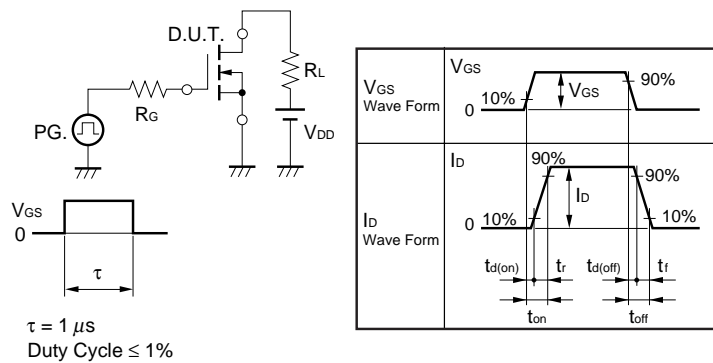 D.U.T.
RL
RG
PG.
VDD
VGS
0
τ
τ = 1 μs
Duty Cycle ≤ 1%
VGS
Wave Form
VGS
10%
0
VGS
90%
ID
Wave Form
ID
90%
90%
0
10%
ID
10%
td(on)
tr
td(off)
tf
ton
toff